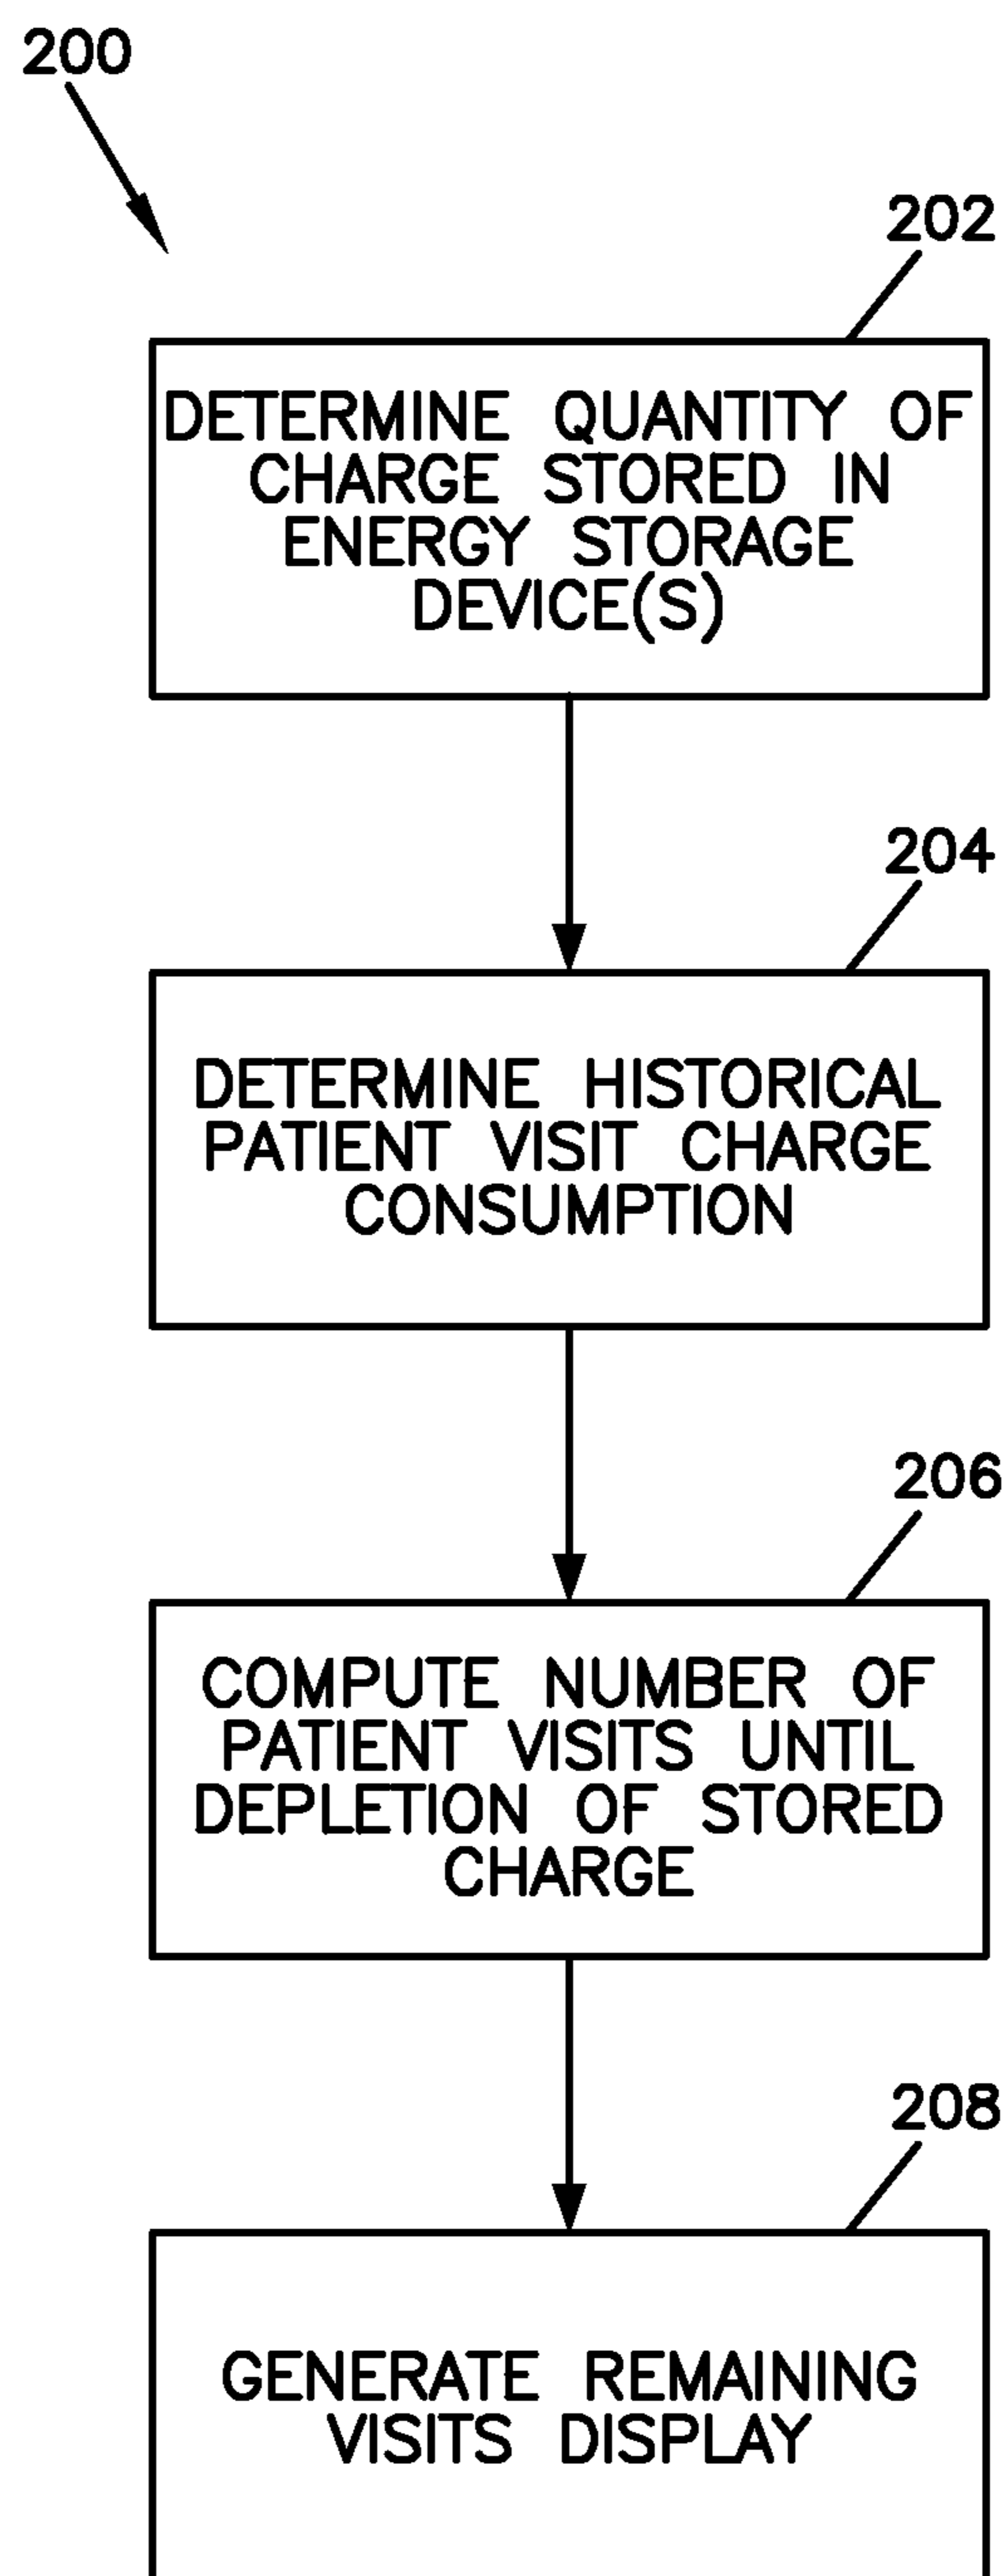 200
202
DETERMINE QUANTITY OF
CHARGE STORED IN
ENERGY STORAGE
DEVICE(S)
204
DETERMINE HISTORICAL
PATIENT VISIT CHARGE
CONSUMPTION
206
COMPUTE NUMBER OF
PATIENT VISITS UNTIL
DEPLETION OF STORED
CHARGE
208
GENERATE REMAINING
VISITS DISPLAY